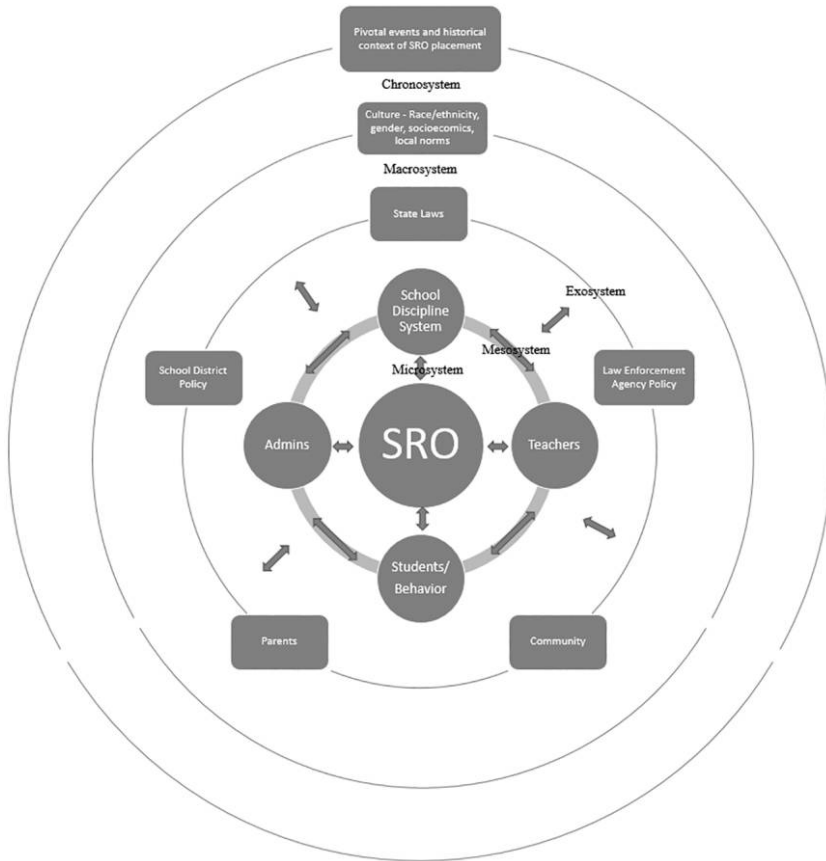 Pivotal events and historical
context of SRO placement
Chronosystem
Culture - Race/ethnicity,
gender, socioecomics,
local norms
Macrosystem
State Laws
School
Discipline
System
Exosystem
Mesosystem
School District
Policy
Microsystem
Law Enforcement
Agency Policy
Admins
SRO
Teachers
Students/
Behavior
Parents
Community